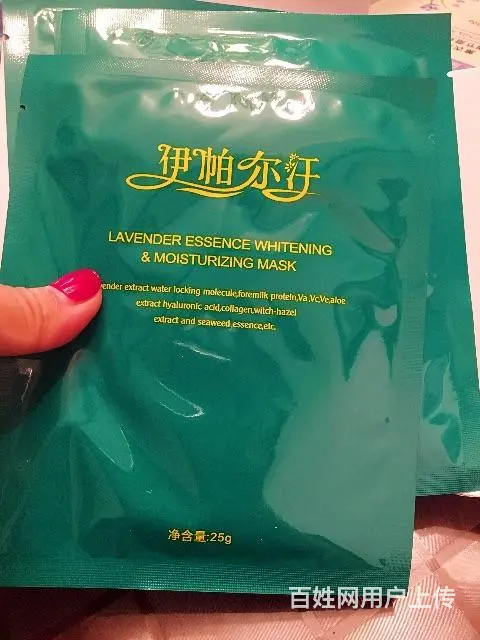 伊帕尔汗
LAVENDER ESSENCE WHITENING
& MOISTURIZING MASK
extract water locking molecule,foremilk protein,Va,Vc,Ve,aloe
extract hyaluronic acid,collagen,witch-hazel
extract and seaweed essence,etc.
净含量:25g
百姓网用户上传